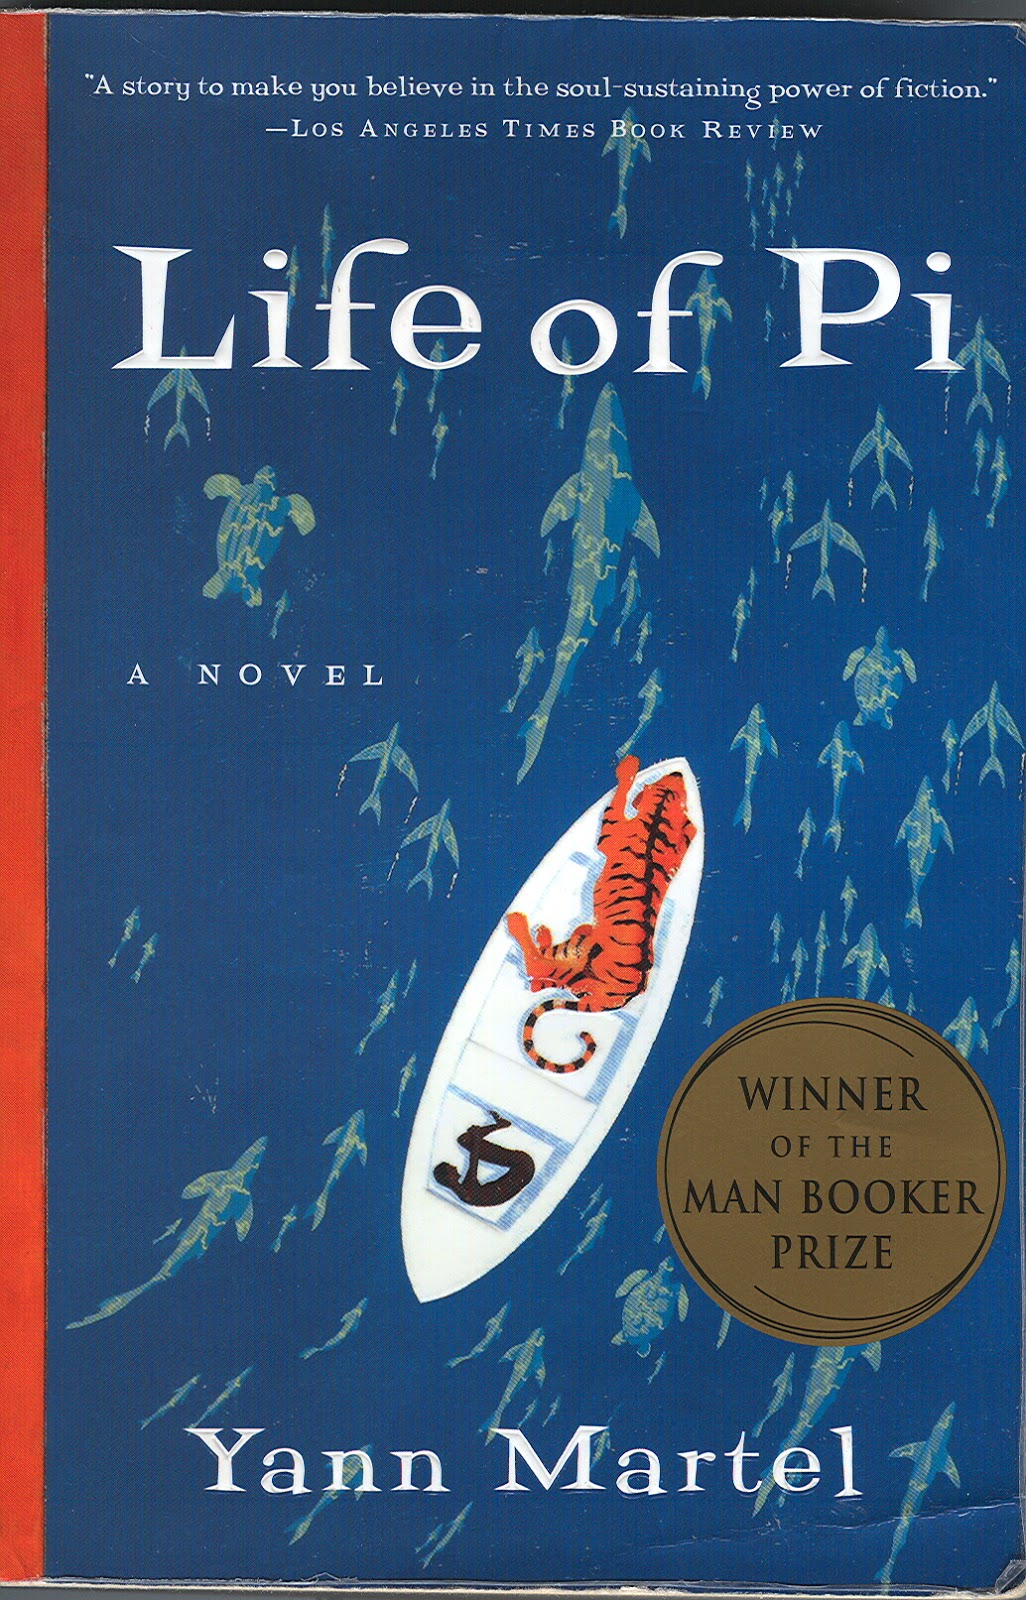 "A story to make you believe in the soul-sustaining power of fiction."
—LOS ANGELES TIMES BOOK REVIEW
Life of Pi
A NOVEL
WINNER
OF THE
MAN BOOKER
PRIZE
Yann Martel